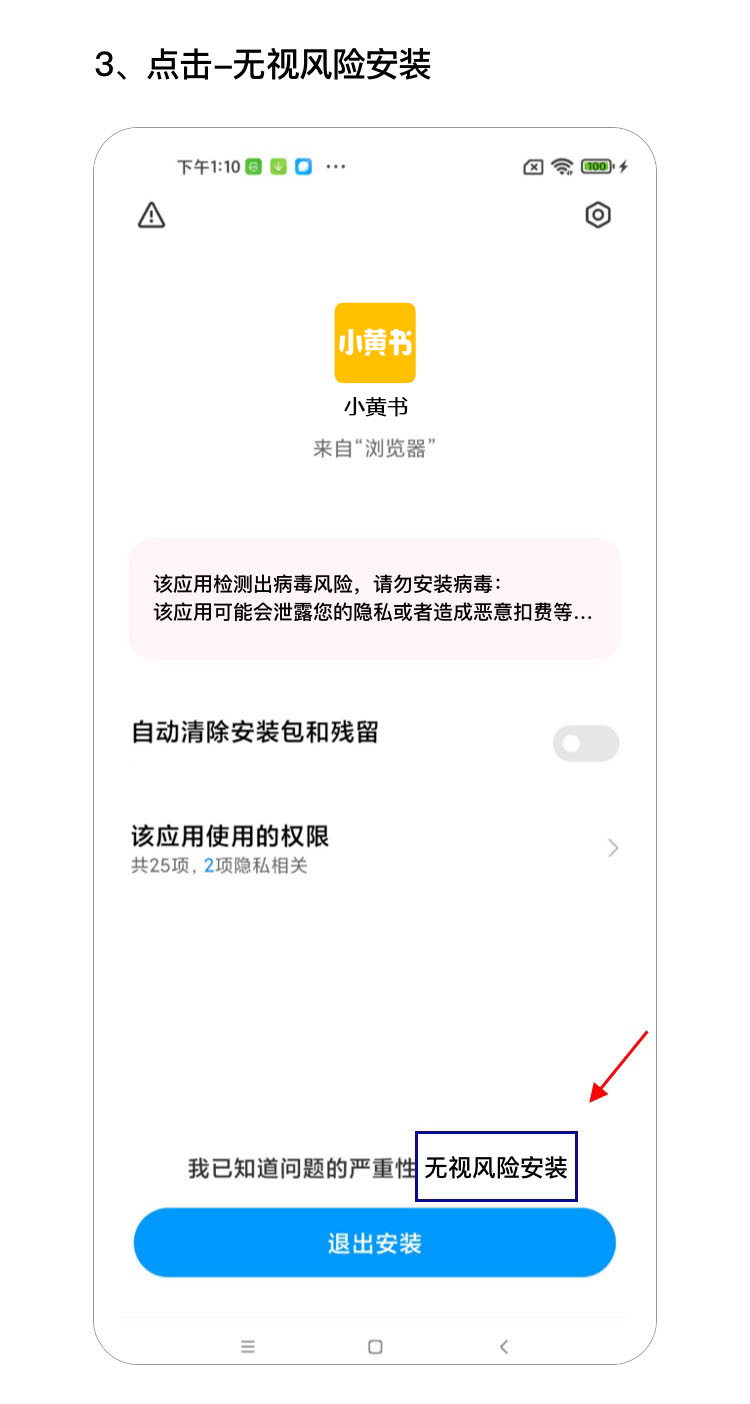 3、点击–无视风险安装
下午1:10
100
小黄书
小黄书
来自“浏览器”
该应用检测出病毒风险，请勿安装病毒：
该应用可能会泄露您的隐私或者造成恶意扣费等...
自动清除安装包和残留
该应用使用的权限
共25项，2项隐私相关
我已知道问题的严重性 无视风险安装
退出安装